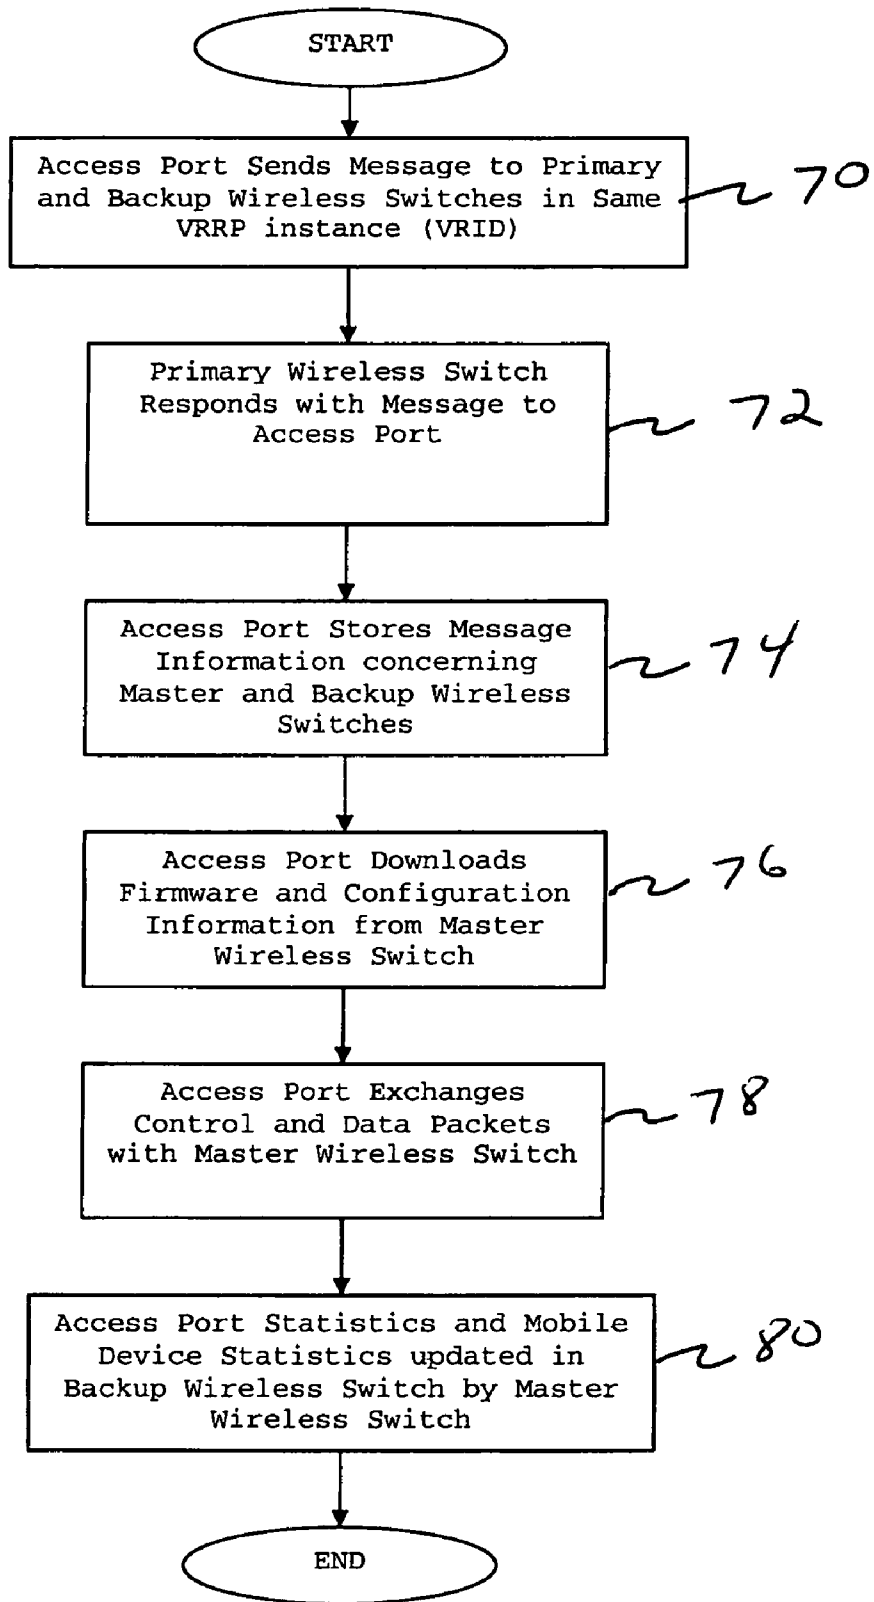 START
Access Port Sends Message to Primary
and Backup Wireless Switches in Same
VRRP instance (VRID)
70
Primary Wireless Switch
Responds with Message to
Access Port
72
Access Port Stores Message
Information concerning
Master and Backup Wireless
Switches
74
Access Port Downloads
Firmware and Configuration
Information from Master
Wireless Switch
76
Access Port Exchanges
Control and Data Packets
with Master Wireless Switch
78
Access Port Statistics and Mobile
Device Statistics updated in
Backup Wireless Switch by Master
Wireless Switch
80
END